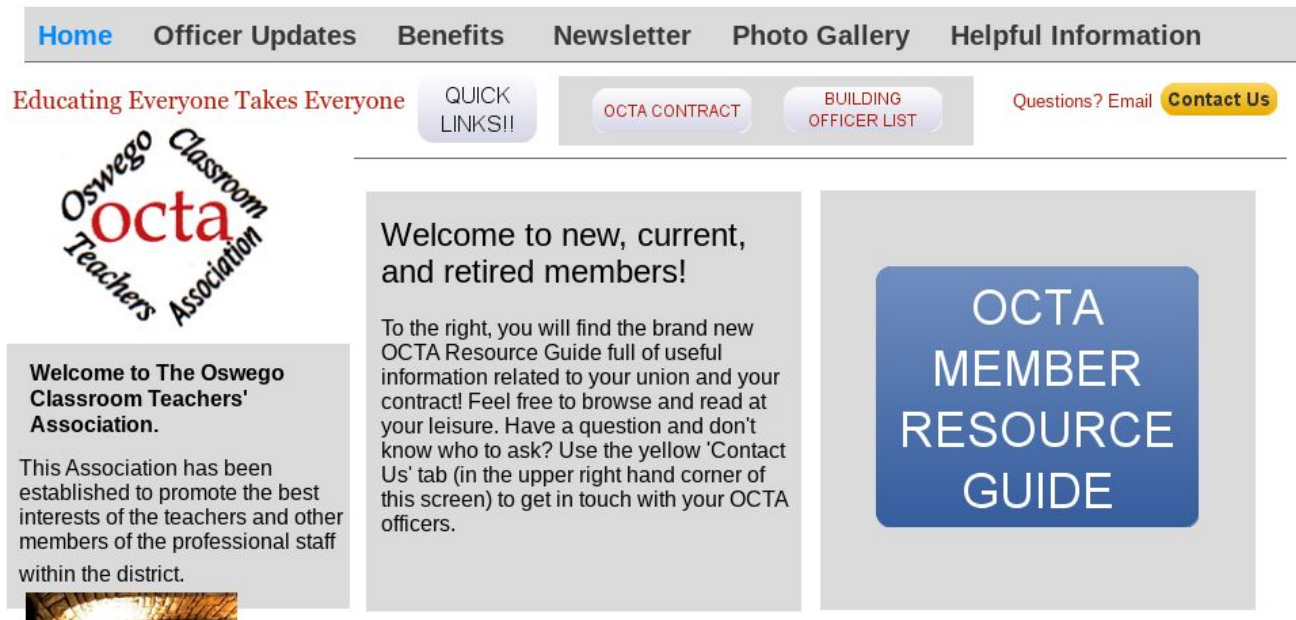 Home Officer Updates Benefits Newsletter Photo Gallery Helpful Information
Educating Everyone Takes Everyone
QUICK
LINKS!!
OCTA CONTRACT
BUILDING
OFFICER LIST
Questions? Email Contact Us
Oswego Classroom
octa
Teachers Association
Welcome to The Oswego
Classroom Teachers'
Association.
This Association has been
established to promote the best
interests of the teachers and other
members of the professional staff
within the district.
Welcome to new, current,
and retired members!
To the right, you will find the brand new
OCTA Resource Guide full of useful
information related to your union and your
contract! Feel free to browse and read at
your leisure. Have a question and don't
know who to ask? Use the yellow 'Contact
Us' tab (in the upper right hand corner of
this screen) to get in touch with your OCTA
officers.
OCTA
MEMBER
RESOURCE
GUIDE